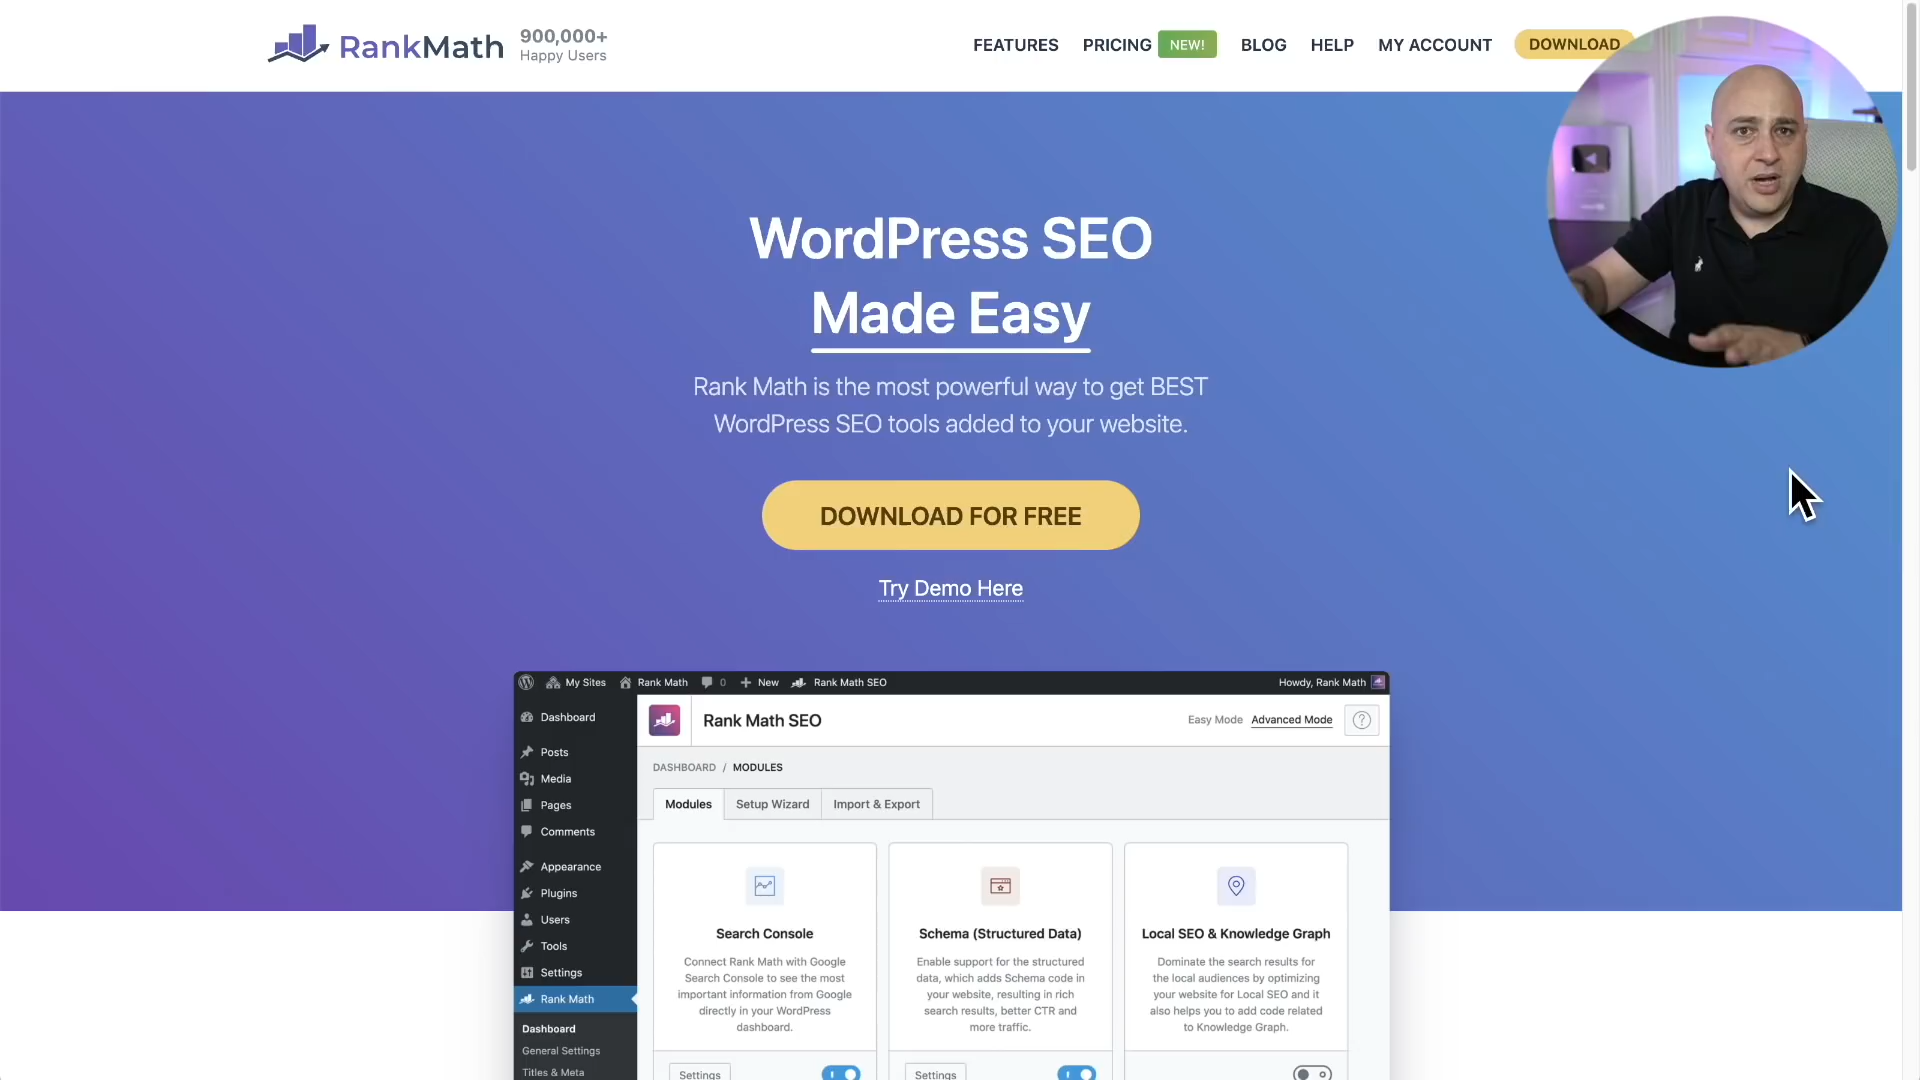 RankMath
900,000+
Happy Users
FEATURES
PRICING
NEW!
BLOG
HELP
MY ACCOUNT
DOWNLOAD
WordPress SEO
Made Easy
Rank Math is the most powerful way to get BEST
WordPress SEO tools added to your website.
DOWNLOAD FOR FREE
Try Demo Here
My Sites
Rank Math
0
New
Rank Math SEO
Howdy, Rank Math
Dashboard
Posts
Media
Pages
Comments
Appearance
Plugins
Users
Tools
Settings
Rank Math
Dashboard
General Settings
Titles & Meta
Rank Math SEO
Easy Mode
Advanced Mode
?
DASHBOARD / MODULES
Modules
Setup Wizard
Import & Export
Search Console
Connect Rank Math with Google
Search Console to see the most
important information from Google
directly in your WordPress
dashboard.
Settings
Schema (Structured Data)
Enable support for the structured
data, which adds Schema code in
your website, resulting in rich
search results, better CTR and
more traffic.
Settings
Local SEO & Knowledge Graph
Dominate the search results for
the local audiences by optimizing
your website for Local SEO and it
also helps you to add code related
to Knowledge Graph.